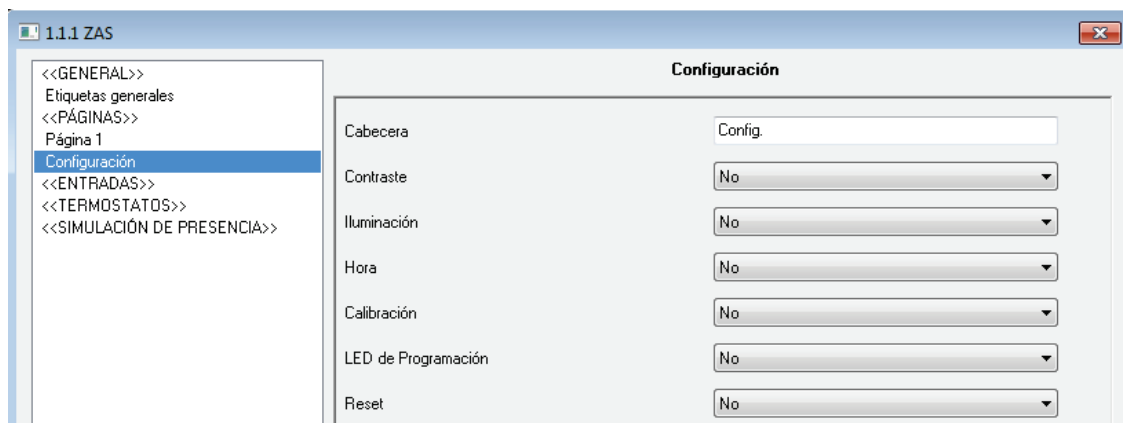 1.1.1 ZAS
<<GENERAL>>
Etiquetas generales
<<PÁGINAS>>
Página 1
Configuración
<<ENTRADAS>>
<<TERMOSTATOS>>
<<SIMULACIÓN DE PRESENCIA>>
Configuración
Cabecera Config.
Contraste No
Iluminación No
Hora No
Calibración No
LED de Programación No
Reset No